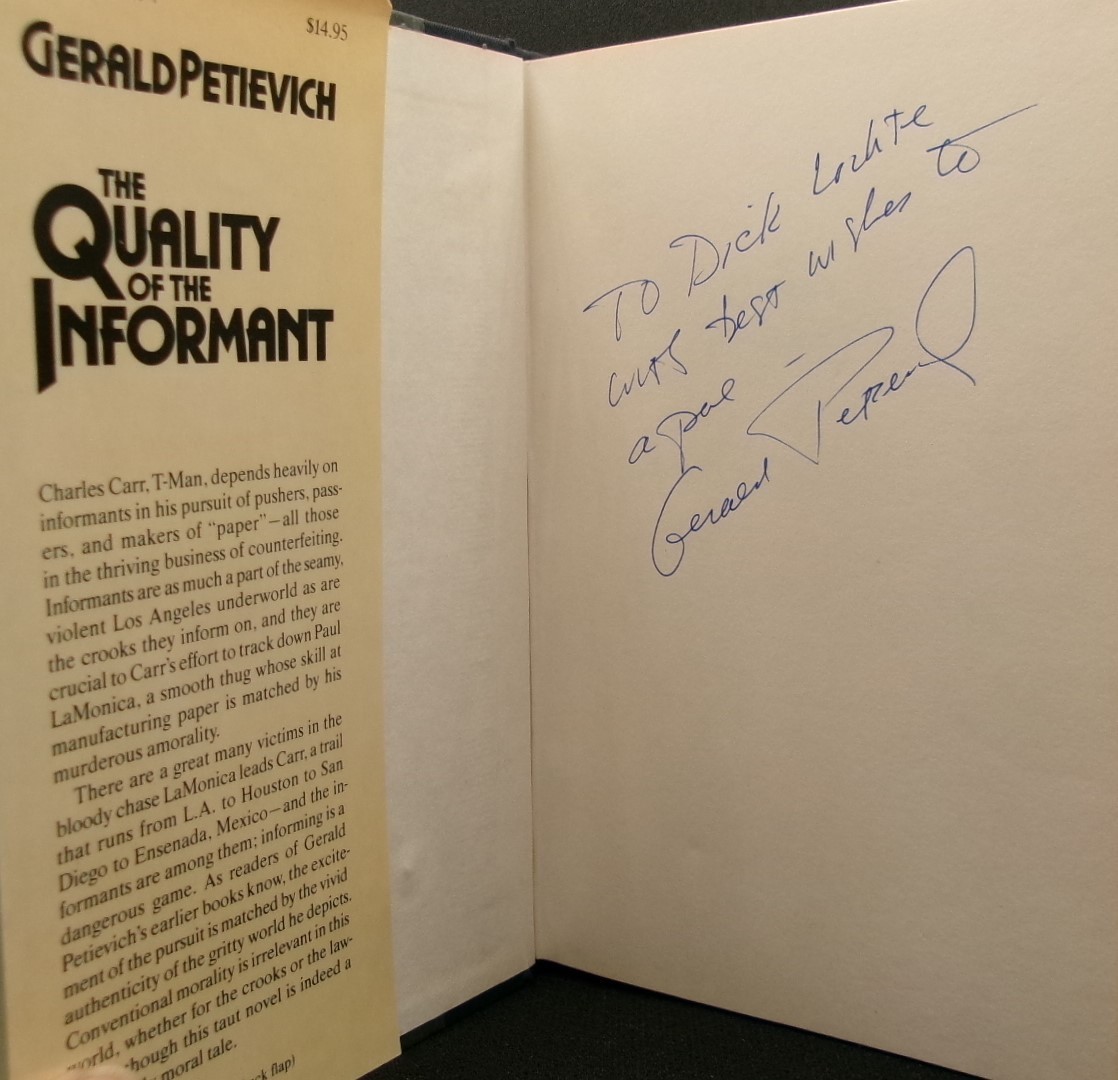 $14.95
GERALD PETIEVICH
THE
QUALITY
OF THE
INFORMANT
Charles Carr, T-Man, depends heavily on
informants in his pursuit of pushers, pass-
ers, and makers of "paper"—all those
in the thriving business of counterfeiting.
Informants are as much a part of the seamy,
violent Los Angeles underworld as are
the crooks they inform on, and they are
crucial to Carr's effort to track down Paul
LaMonica, a smooth thug whose skill at
manufacturing paper is matched by his
murderous amorality.
There are a great many victims in the
bloody chase LaMonica leads Carr, a trail
that runs from L.A. to Houston to San
Diego to Ensenada, Mexico—and the in-
formants are among them; informing is a
dangerous game. As readers of Gerald
Petievich's earlier books know, the excite-
ment of the pursuit is matched by the vivid
authenticity of the gritty world he depicts.
Conventional morality is irrelevant in this
world, whether for the crooks or the law-
though this taut novel is indeed a
moral tale.
flap)
To Dick Lochte
with best wishes to
a pal —
Gerald Petievich